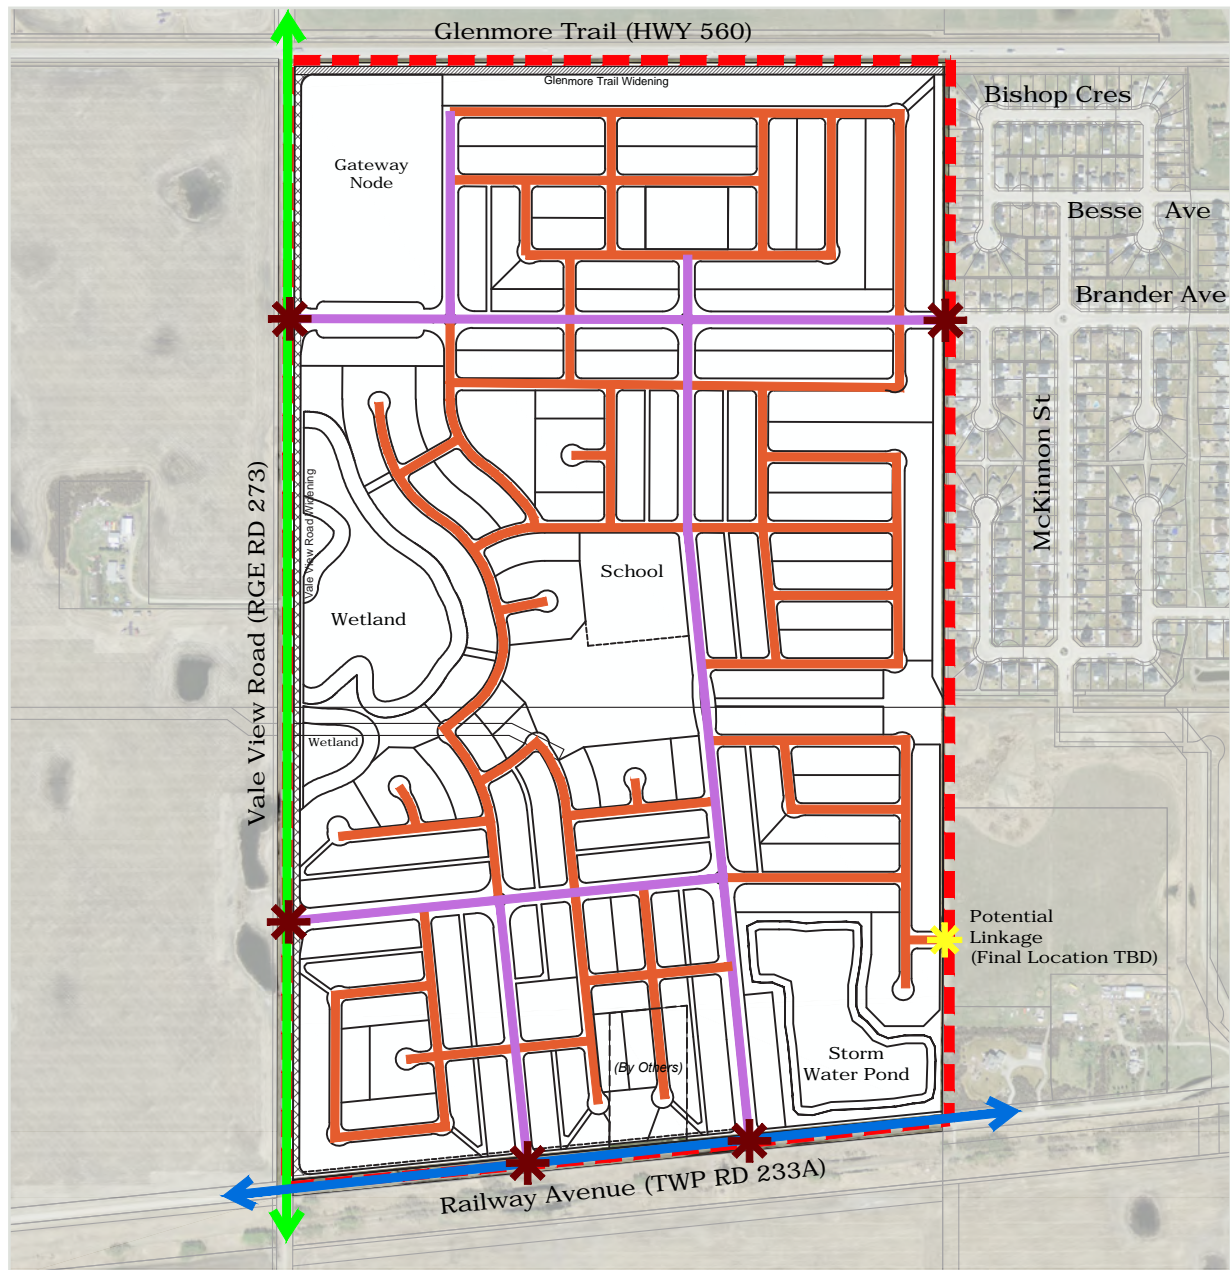 Glenmore Trail (HWY 560)
Glenmore Trail Widening
Bishop Cres
Gateway
Node
Besse Ave
Brander Ave
McKinnon St
Vale View Road (RGE RD 273)
Vale View Road Widening
School
Wetland
Wetland
Potential
Linkage
(Final Location TBD)
Storm
Water Pond
(By Others)
Railway Avenue (TWP RD 233A)